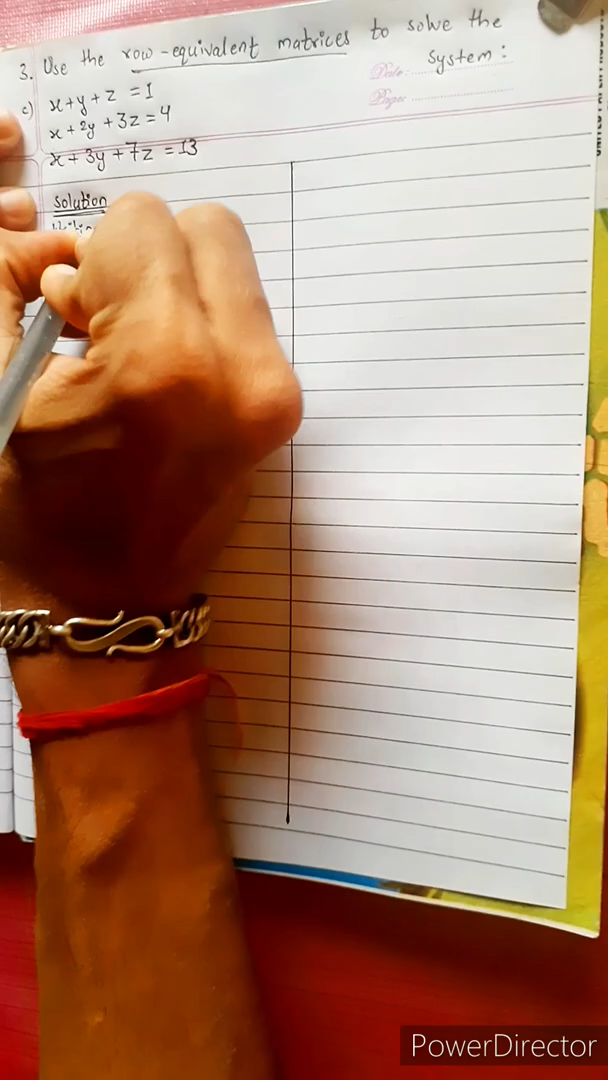 3. Use the row-equivalent matrices to solve the
system:
Date:
Page:
c) x+y+z =1
x+2y+3z=4
x+3y+7z=13
Solution
PowerDirector